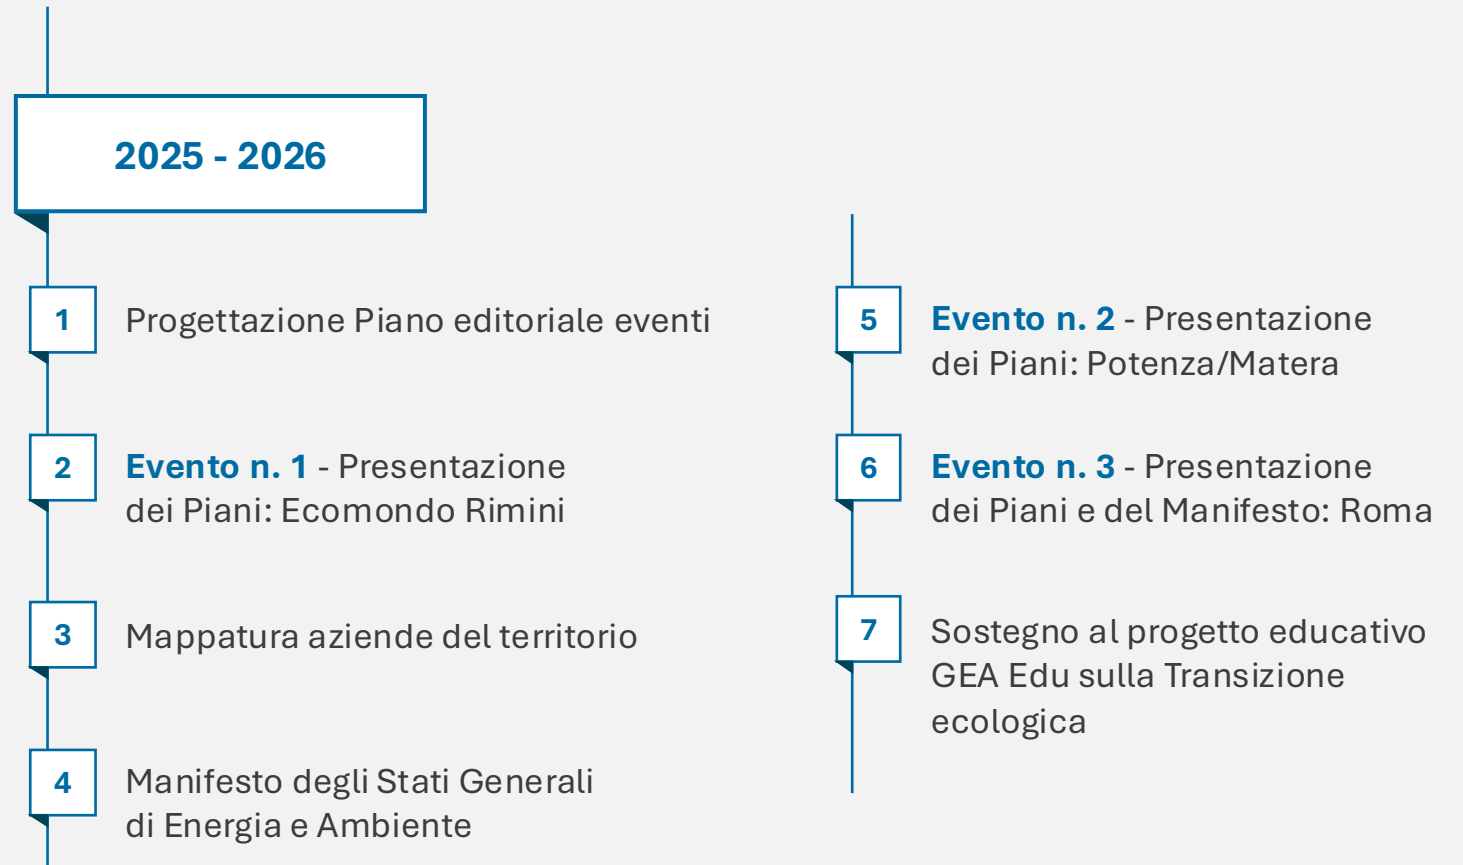 2025 - 2026
1
Progettazione Piano editoriale eventi
2
Evento n. 1 - Presentazione
dei Piani: Ecomondo Rimini
3
Mappatura aziende del territorio
4
Manifesto degli Stati Generali
di Energia e Ambiente
5
Evento n. 2 - Presentazione
dei Piani: Potenza/Matera
6
Evento n. 3 - Presentazione
dei Piani e del Manifesto: Roma
7
Sostegno al progetto educativo
GEA Edu sulla Transizione
ecologica